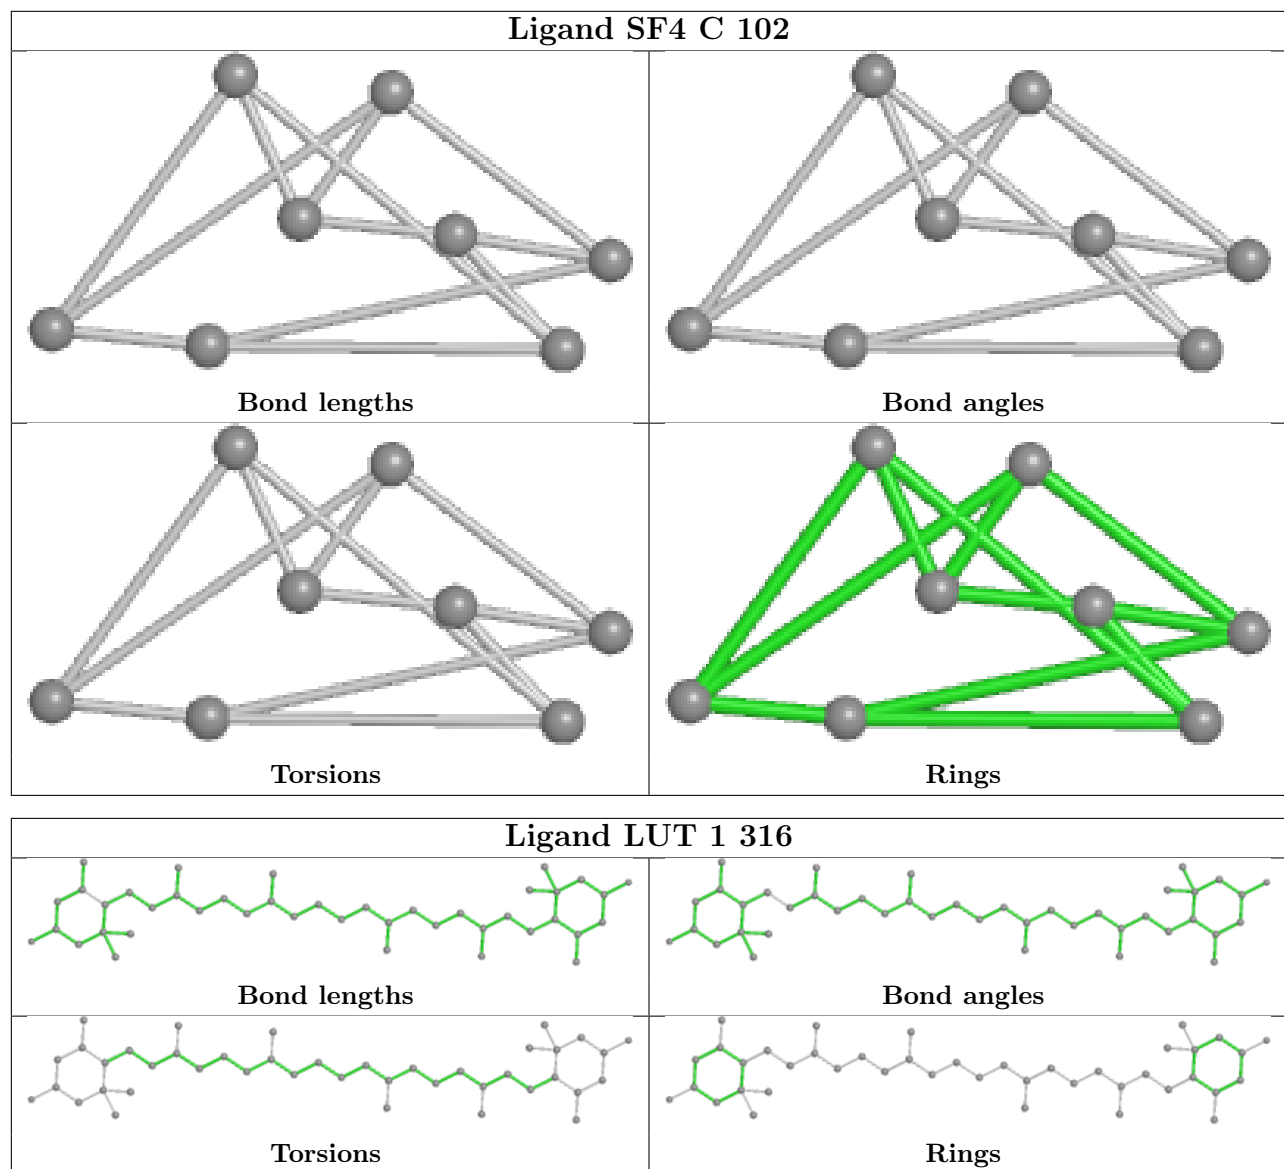 Ligand SF4 C 102
Bond lengths
Bond angles
Torsions
Rings
Ligand LUT 1 316
Bond lengths
Bond angles
Torsions
Rings